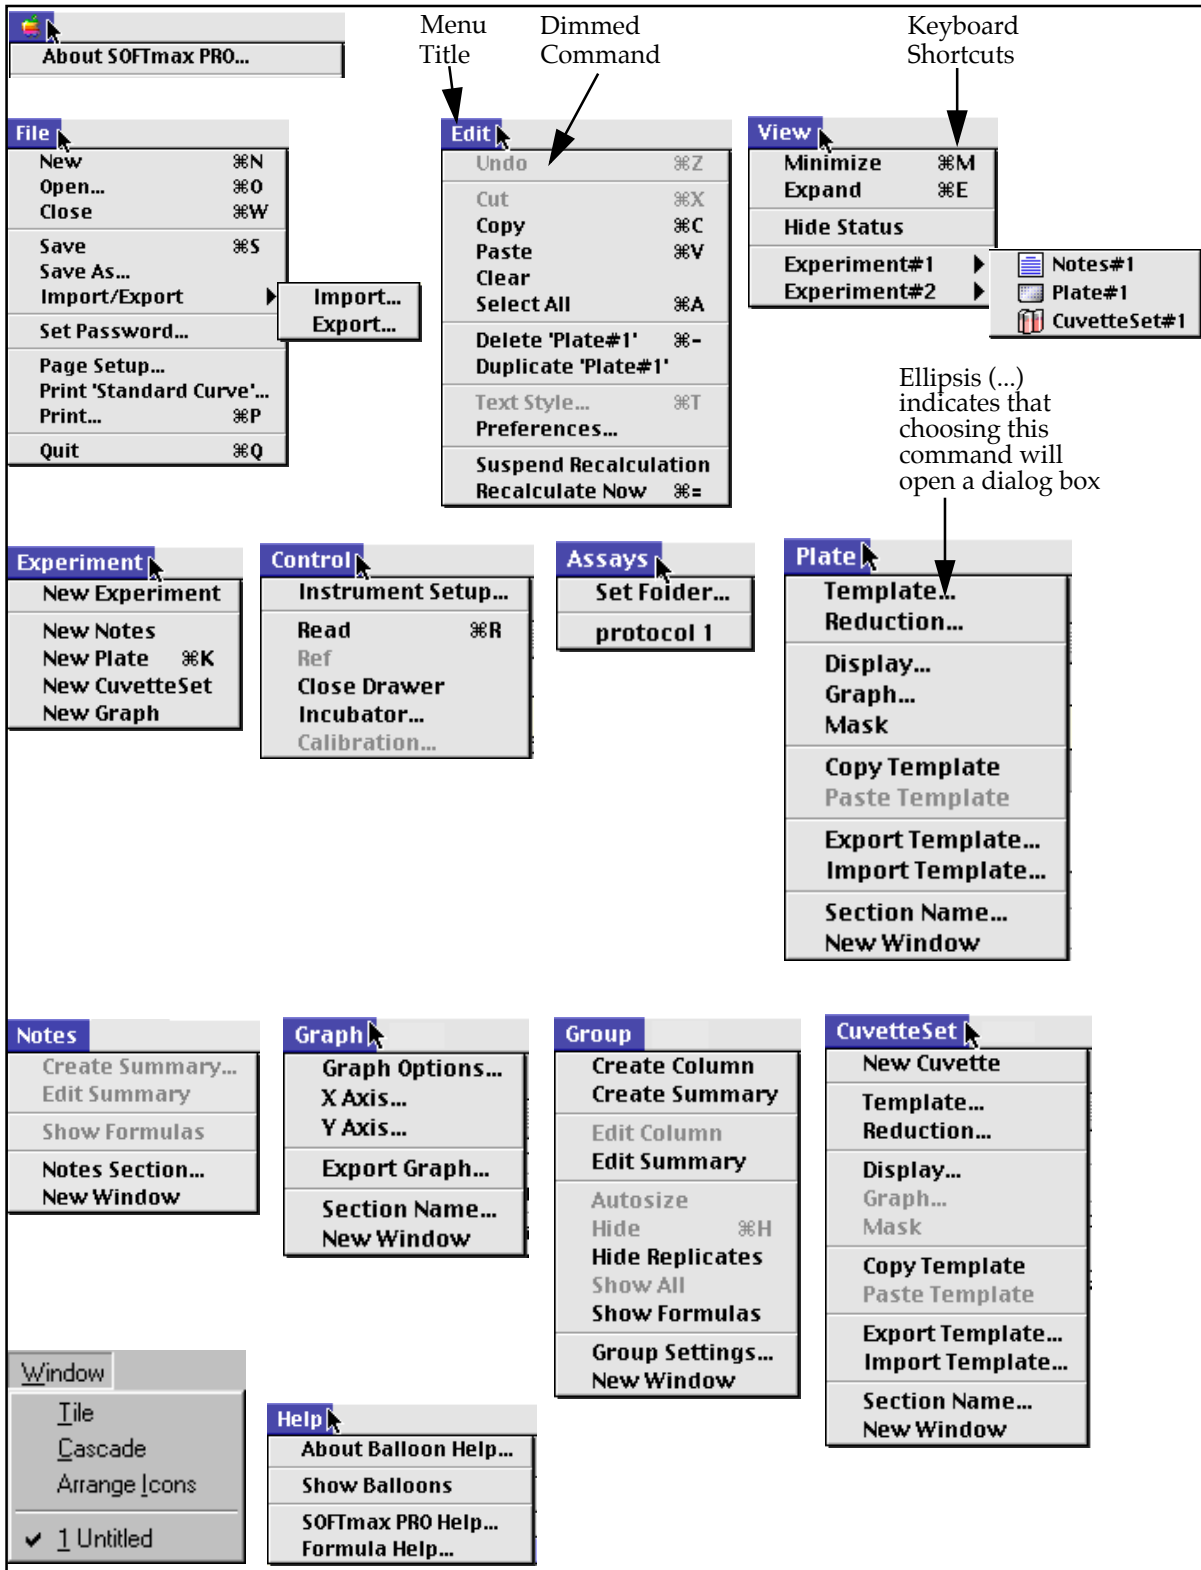 About SOFTmax PRO...
Menu
Title
Dimmed
Command
Keyboard
Shortcuts
File
New ⌘N
Open... ⌘O
Close ⌘W
Save ⌘S
Save As...
Import/Export
Import...
Export...
Set Password...
Page Setup...
Print 'Standard Curve'...
Print... ⌘P
Quit ⌘Q
Edit
Undo ⌘Z
Cut ⌘X
Copy ⌘C
Paste ⌘V
Clear
Select All ⌘A
Delete 'Plate#1' ⌘-
Duplicate 'Plate#1'
Text Style... ⌘T
Preferences...
Suspend Recalculation
Recalculate Now ⌘=
View
Minimize ⌘M
Expand ⌘E
Hide Status
Experiment#1
Experiment#2
Notes#1
Plate#1
CuvetteSet#1
Ellipsis (...)
indicates that
choosing this
command will
open a dialog box
Experiment
New Experiment
New Notes
New Plate ⌘K
New CuvetteSet
New Graph
Control
Instrument Setup...
Read ⌘R
Ref
Close Drawer
Incubator...
Calibration...
Assays
Set Folder...
protocol 1
Plate
Template...
Reduction...
Display...
Graph...
Mask
Copy Template
Paste Template
Export Template...
Import Template...
Section Name...
New Window
Notes
Create Summary...
Edit Summary
Show Formulas
Notes Section...
New Window
Graph
Graph Options...
X Axis...
Y Axis...
Export Graph...
Section Name...
New Window
Group
Create Column
Create Summary
Edit Column
Edit Summary
Autosize
Hide ⌘H
Hide Replicates
Show All
Show Formulas
Group Settings...
New Window
CuvetteSet
New Cuvette
Template...
Reduction...
Display...
Graph...
Mask
Copy Template
Paste Template
Export Template...
Import Template...
Section Name...
New Window
Window
Tile
Cascade
Arrange Icons
✔ 1 Untitled
Help
About Balloon Help...
Show Balloons
SOFTmax PRO Help...
Formula Help...